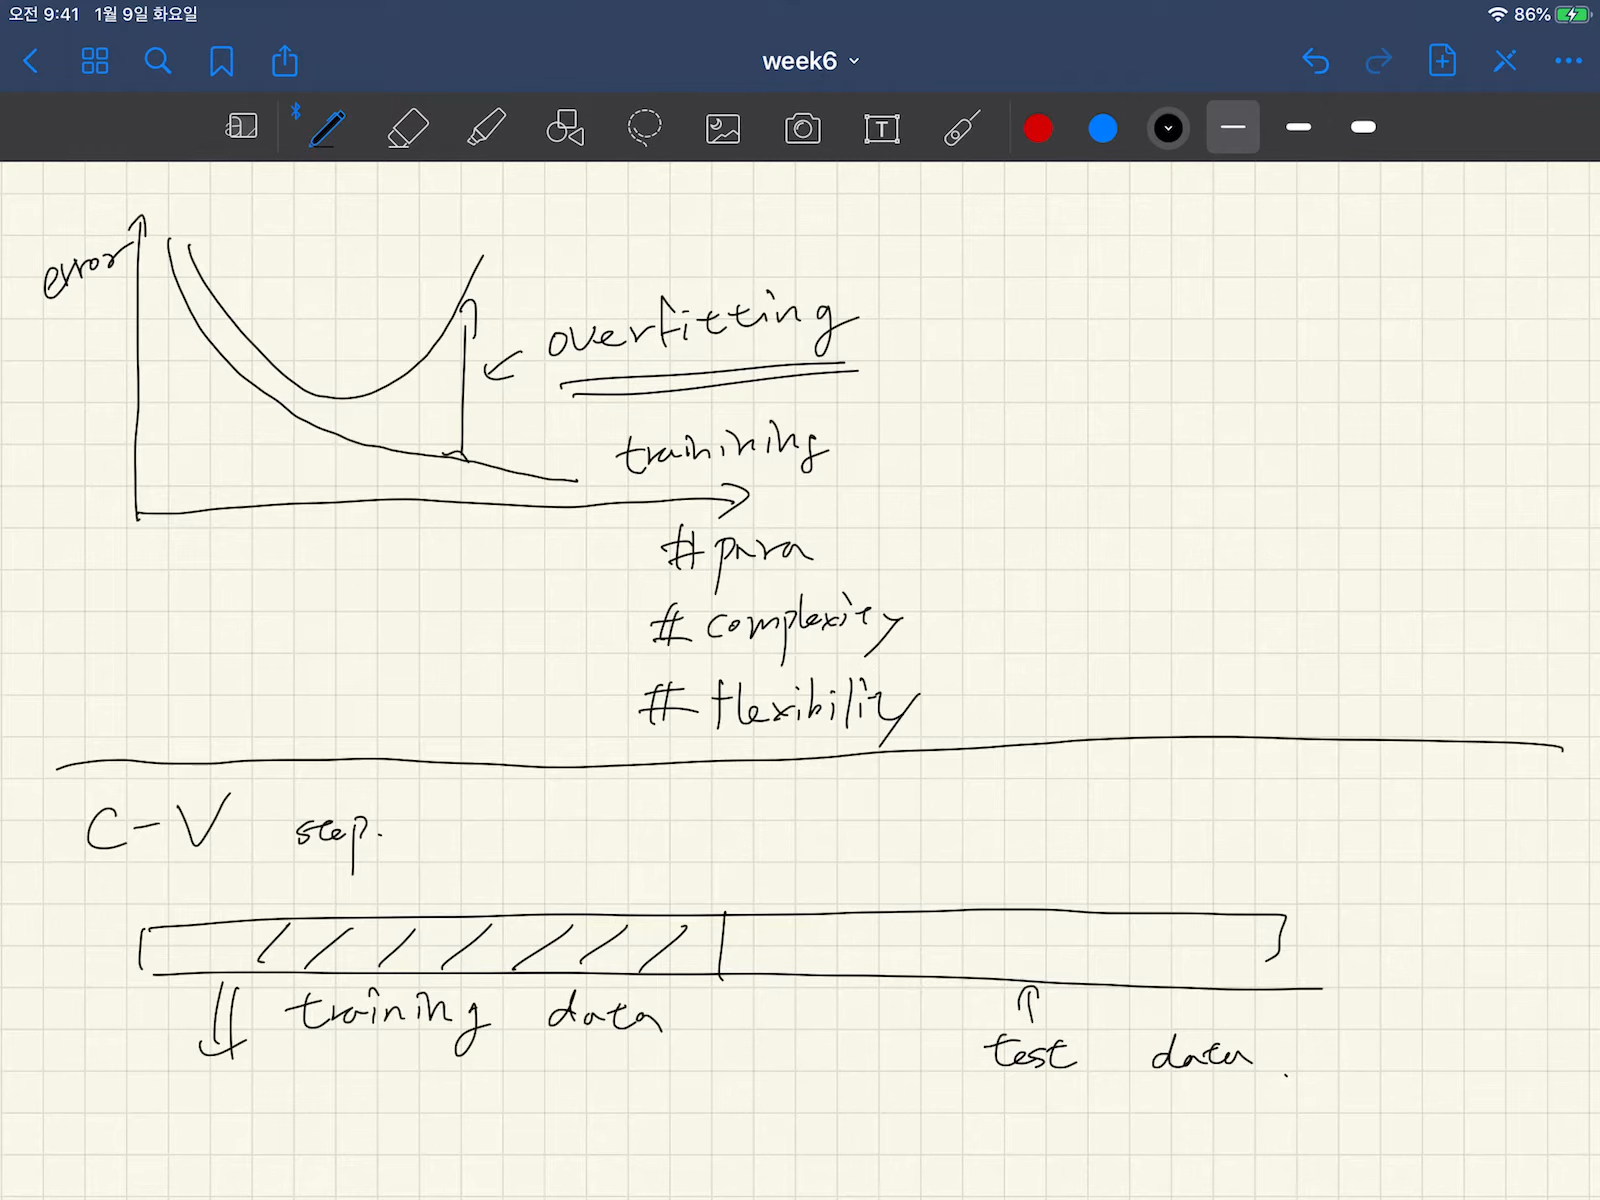 오전 9:41 1월 9일 화요일
86%
week6
T
error
overfitting
trainining
# para
# complexity
# flexibility
C-V step.
training data
test data.